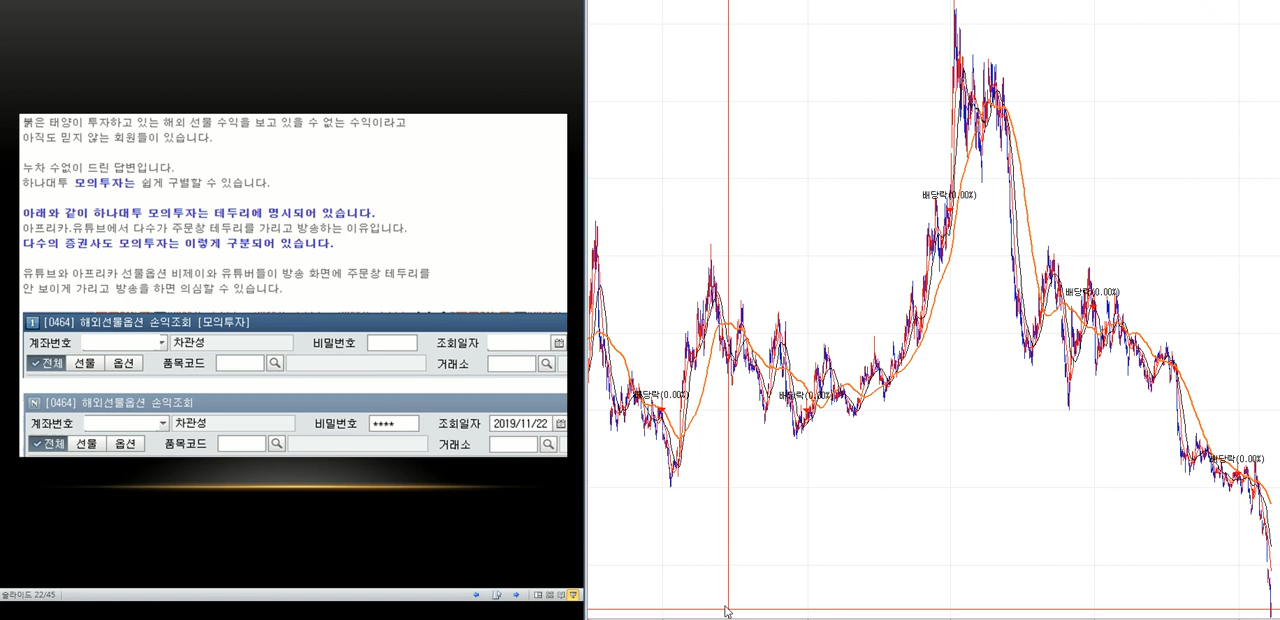 붉은 태양이 투자하고 있는 해외 선물 수익을 보고 있을 수 없는 수익이라고
아직도 믿지 않는 회원들이 있습니다.
누차 수없이 드린 답변입니다.
하나대투 모의투자는 쉽게 구별할 수 있습니다.
아래와 같이 하나대투 모의투자는 테두리에 명시되어 있습니다.
아프리카.유튜브에서 다수가 주문창 테두리를 가리고 방송하는 이유입니다.
다수의 증권사도 모의투자는 이렇게 구분되어 있습니다.
유튜브와 아프리카 선물옵션 비제이와 유튜버들이 방송 화면에 주문창 테두리를
안 보이게 가리고 방송을 하면 의심할 수 있습니다.
1 [0464] 해외선물옵션 손익조회 [모의투자]
계좌번호 차관성 비밀번호 조회일자
전체 선물 옵션 품목코드 거래소
N [0464] 해외선물옵션 손익조회
계좌번호 차관성 비밀번호 **** 조회일자 2019/11/22
전체 선물 옵션 품목코드 거래소
슬라이드 22/45
배당락(0.00%)
배당락(0.00%)
배당락(0.00%)
배당락(0.00%)
배당락(0.00%)